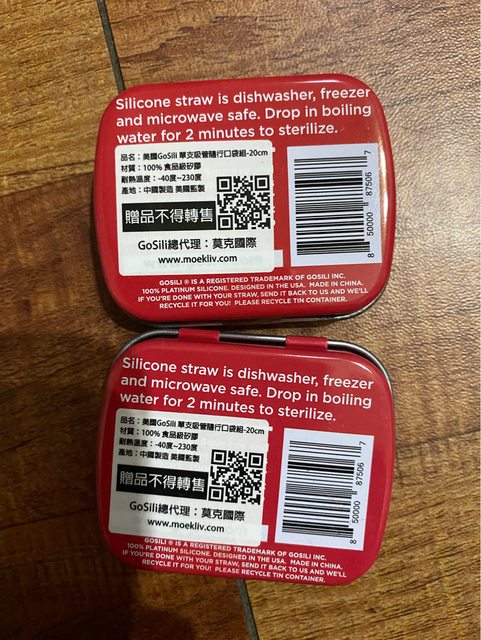 Silicone straw is dishwasher, freezer
and microwave safe. Drop in boiling
water for 2 minutes to sterilize.
品名：美國GoSili 單支吸管隨行口袋組-20cm
材質：100% 食品級矽膠
耐熱溫度：-40度~230度
產地：中國製造 美國監製
贈品不得轉售
GoSili總代理：莫克國際
www.moekliv.com
8 50000 87506 7
GOSILI ® IS A REGISTERED TRADEMARK OF GOSILI INC.
100% PLATINUM SILICONE. DESIGNED IN THE USA. MADE IN CHINA.
IF YOU'RE DONE WITH YOUR STRAW, SEND IT BACK TO US AND WE'LL
RECYCLE IT FOR YOU! PLEASE RECYCLE TIN CONTAINER.
Silicone straw is dishwasher, freezer
and microwave safe. Drop in boiling
water for 2 minutes to sterilize.
品名：美國GoSili 單支吸管隨行口袋組-20cm
材質：100% 食品級矽膠
耐熱溫度：-40度~230度
產地：中國製造 美國監製
贈品不得轉售
GoSili總代理：莫克國際
www.moekliv.com
8 50000 87506 7
GOSILI ® IS A REGISTERED TRADEMARK OF GOSILI INC.
100% PLATINUM SILICONE. DESIGNED IN THE USA. MADE IN CHINA.
IF YOU'RE DONE WITH YOUR STRAW, SEND IT BACK TO US AND WE'LL
RECYCLE IT FOR YOU! PLEASE RECYCLE TIN CONTAINER.